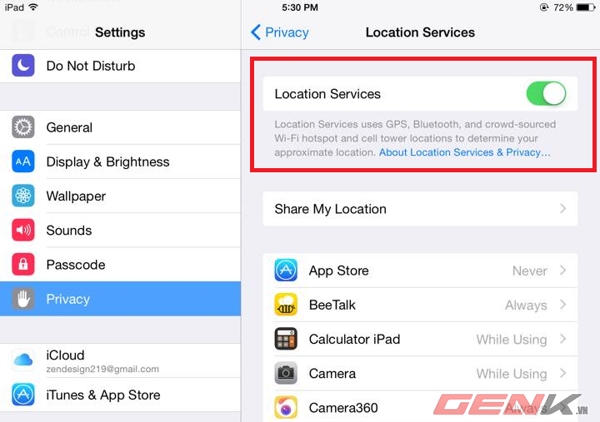 iPad 5:30 PM 72%
Control Center
Settings
Do Not Disturb
General
Display & Brightness
Wallpaper
Sounds
Passcode
Privacy
iCloud
zendesign219@gmail.com
iTunes & App Store
Privacy Location Services
Location Services
Location Services uses GPS, Bluetooth, and crowd-sourced
Wi-Fi hotspot and cell tower locations to determine your
approximate location. About Location Services & Privacy…
Share My Location
App Store Never
BeeTalk Always
Calculator iPad While Using
Camera While Using
Camera360 Always
GENK.VN